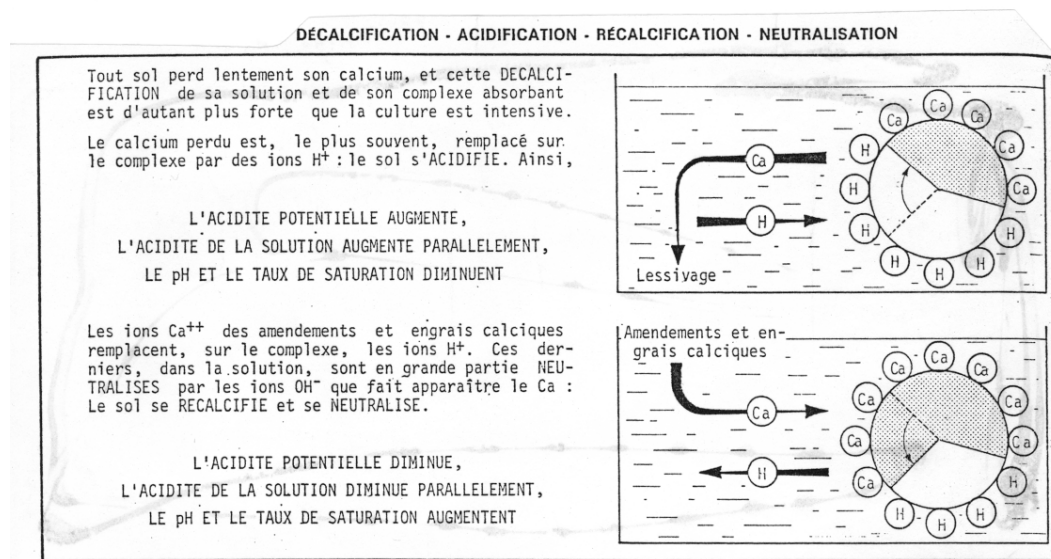 DÉCALCIFICATION - ACIDIFICATION - RÉCALCIFICATION - NEUTRALISATION
Tout sol perd lentement son calcium, et cette DECALCI-
FICATION de sa solution et de son complexe absorbant
est d'autant plus forte que la culture est intensive.
Le calcium perdu est, le plus souvent, remplacé sur
le complexe par des ions H+ : le sol s'ACIDIFIE. Ainsi,
L'ACIDITE POTENTIELLE AUGMENTE,
L'ACIDITE DE LA SOLUTION AUGMENTE PARALLELEMENT,
LE pH ET LE TAUX DE SATURATION DIMINUENT
Ca
Ca
Ca
H
Ca
Ca
H
Ca
H
H
H
H
H
H
H
Lessivage
Les ions Ca++ des amendements et engrais calciques
remplacent, sur le complexe, les ions H+. Ces der-
niers, dans la solution, sont en grande partie NEU-
TRALISES par les ions OH- que fait apparaître le Ca :
Le sol se RECALCIFIE et se NEUTRALISE.
L'ACIDITE POTENTIELLE DIMINUE,
L'ACIDITE DE LA SOLUTION DIMINUE PARALLELEMENT,
LE pH ET LE TAUX DE SATURATION AUGMENTENT
Amendements et en-
grais calciques
Ca
Ca
Ca
Ca
Ca
Ca
Ca
Ca
H
Ca
H
H
H
H